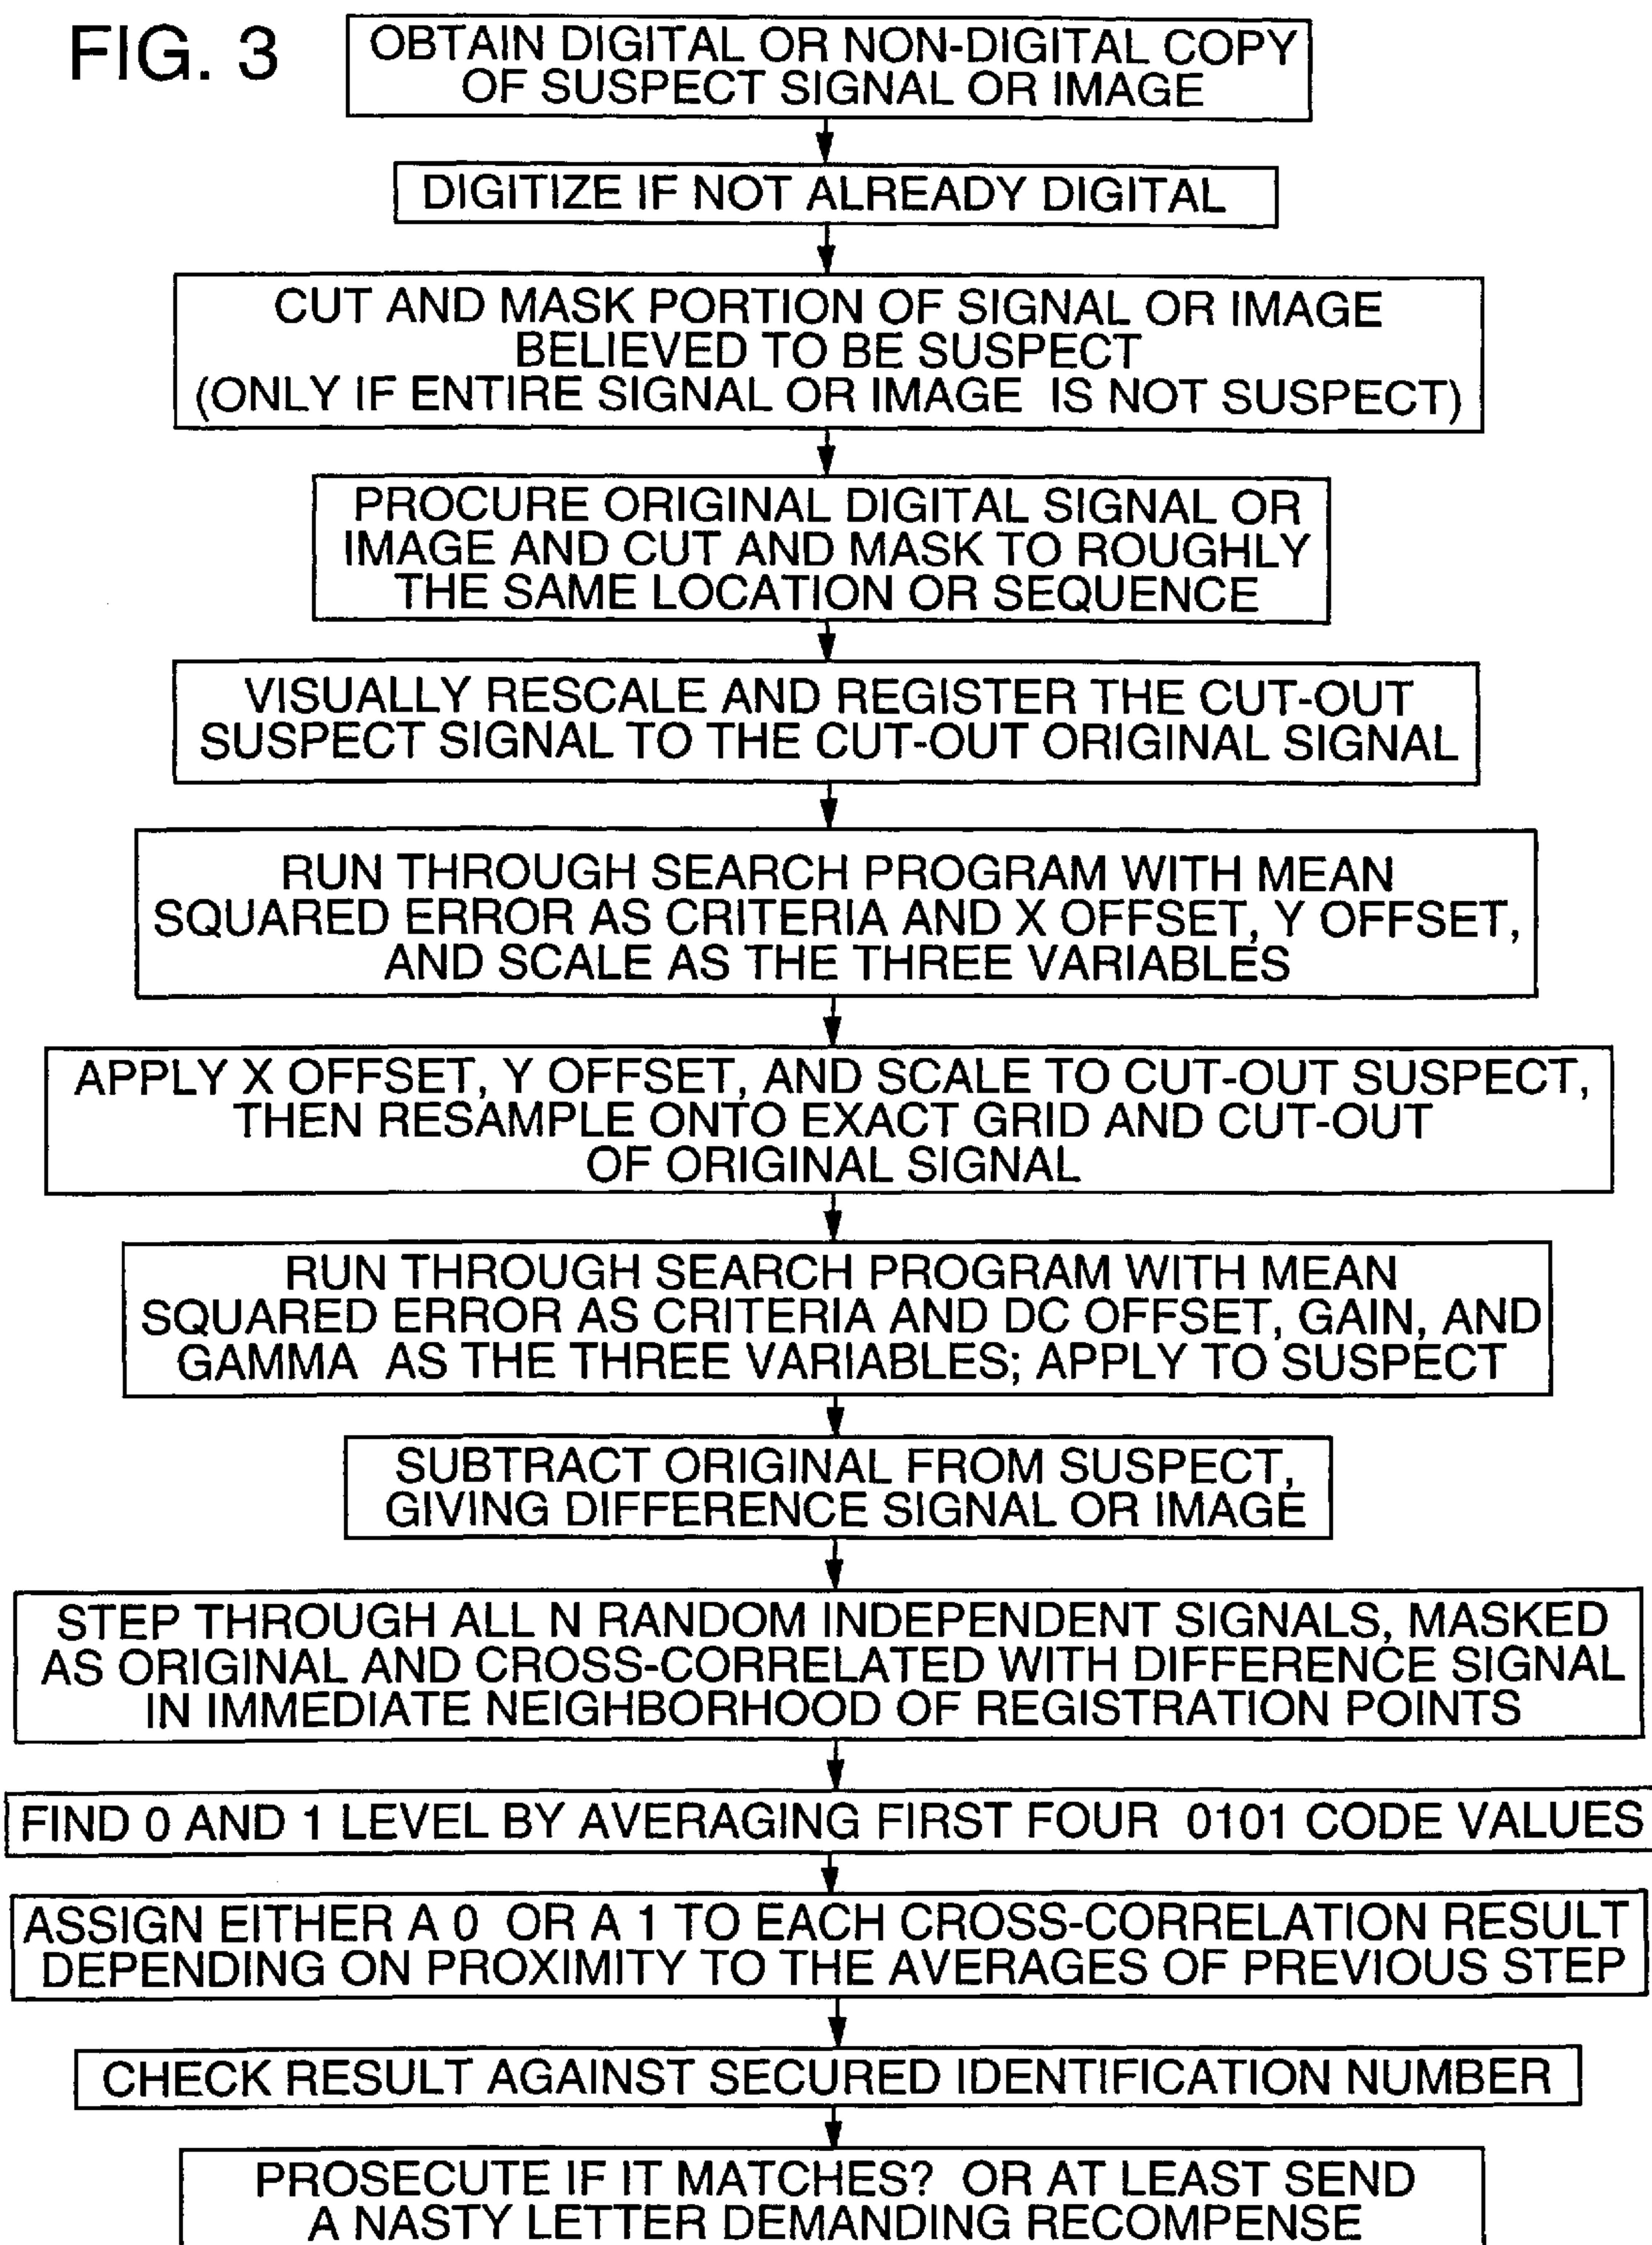 FIG. 3
OBTAIN DIGITAL OR NON-DIGITAL COPY
OF SUSPECT SIGNAL OR IMAGE
DIGITIZE IF NOT ALREADY DIGITAL
CUT AND MASK PORTION OF SIGNAL OR IMAGE
BELIEVED TO BE SUSPECT
(ONLY IF ENTIRE SIGNAL OR IMAGE IS NOT SUSPECT)
PROCURE ORIGINAL DIGITAL SIGNAL OR
IMAGE AND CUT AND MASK TO ROUGHLY
THE SAME LOCATION OR SEQUENCE
VISUALLY RESCALE AND REGISTER THE CUT-OUT
SUSPECT SIGNAL TO THE CUT-OUT ORIGINAL SIGNAL
RUN THROUGH SEARCH PROGRAM WITH MEAN
SQUARED ERROR AS CRITERIA AND X OFFSET, Y OFFSET,
AND SCALE AS THE THREE VARIABLES
APPLY X OFFSET, Y OFFSET, AND SCALE TO CUT-OUT SUSPECT,
THEN RESAMPLE ONTO EXACT GRID AND CUT-OUT
OF ORIGINAL SIGNAL
RUN THROUGH SEARCH PROGRAM WITH MEAN
SQUARED ERROR AS CRITERIA AND DC OFFSET, GAIN, AND
GAMMA AS THE THREE VARIABLES; APPLY TO SUSPECT
SUBTRACT ORIGINAL FROM SUSPECT,
GIVING DIFFERENCE SIGNAL OR IMAGE
STEP THROUGH ALL N RANDOM INDEPENDENT SIGNALS, MASKED
AS ORIGINAL AND CROSS-CORRELATED WITH DIFFERENCE SIGNAL
IN IMMEDIATE NEIGHBORHOOD OF REGISTRATION POINTS
FIND 0 AND 1 LEVEL BY AVERAGING FIRST FOUR 0101 CODE VALUES
ASSIGN EITHER A 0 OR A 1 TO EACH CROSS-CORRELATION RESULT
DEPENDING ON PROXIMITY TO THE AVERAGES OF PREVIOUS STEP
CHECK RESULT AGAINST SECURED IDENTIFICATION NUMBER
PROSECUTE IF IT MATCHES? OR AT LEAST SEND
A NASTY LETTER DEMANDING RECOMPENSE